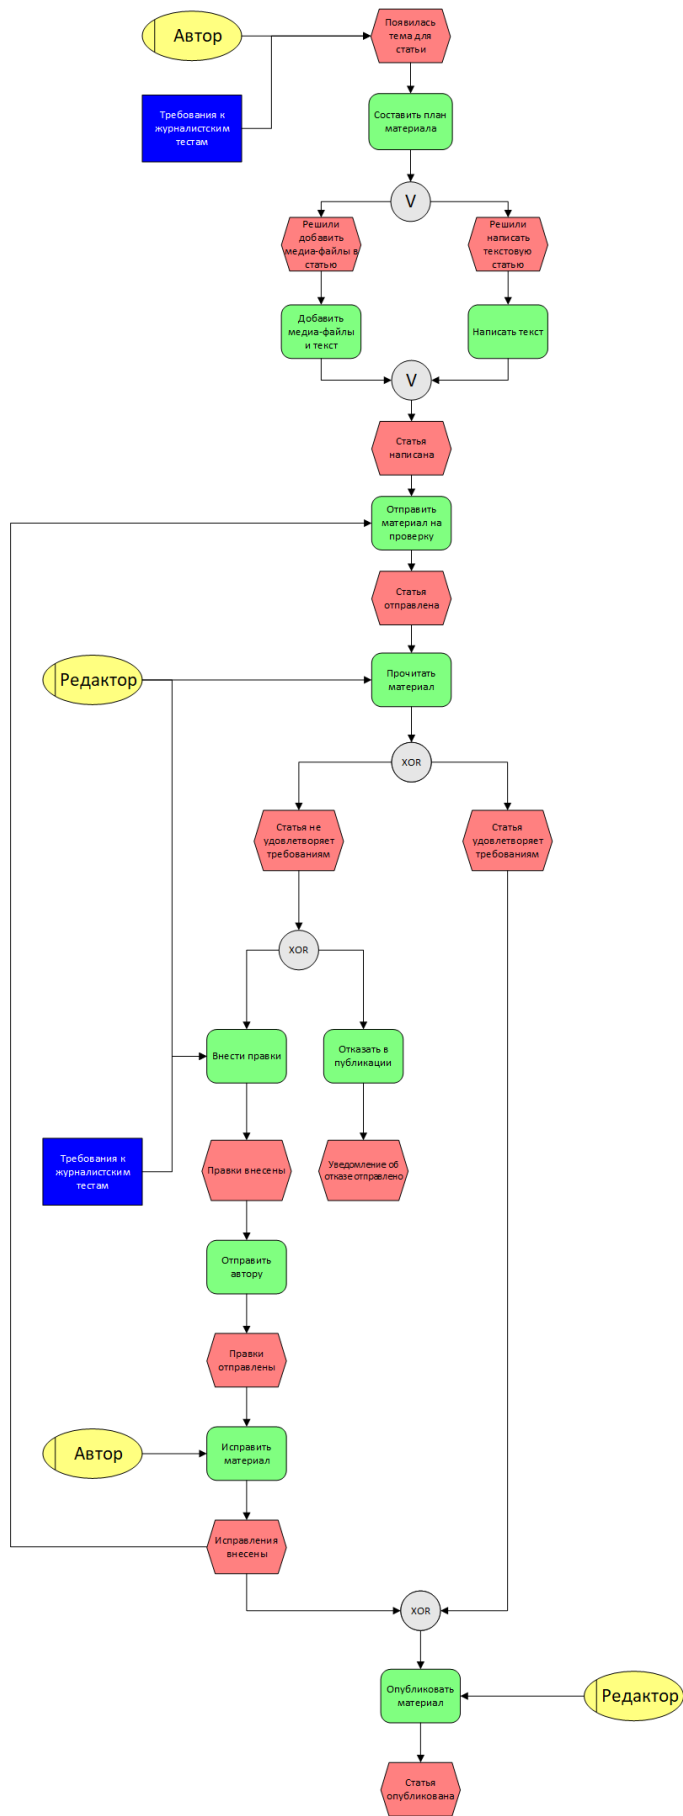 Автор
Появилась
тема для
статьи
Требования к
журналистским
тестам
Составить план
материала
V
Решили
добавить
медиа-файлы в
статью
Решили
написать
текстовую
статью
Добавить
медиа-файлы
и текст
Написать текст
V
Статья
написана
Отправить
материал на
проверку
Статья
отправлена
Редактор
Прочитать
материал
XOR
Статья не
удовлетворяет
требованиям
Статья
удовлетворяет
требованиям
XOR
Внести правки
Отказать в
публикации
Требования к
журналистским
тестам
Правки внесены
Уведомление об
отказе отправлено
Отправить
автору
Правки
отправлены
Автор
Исправить
материал
Исправления
внесены
XOR
Опубликовать
материал
Редактор
Статья
опубликована